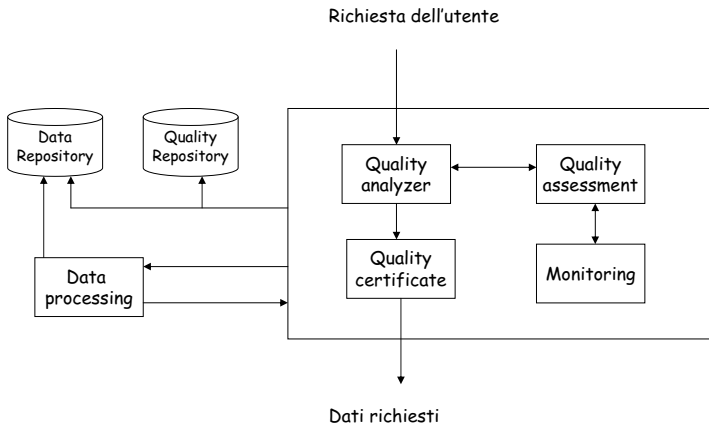 Richiesta dell'utente
Data
Repository
Quality
Repository
Quality
analyzer
Quality
assessment
Data
processing
Quality
certificate
Monitoring
Dati richiesti